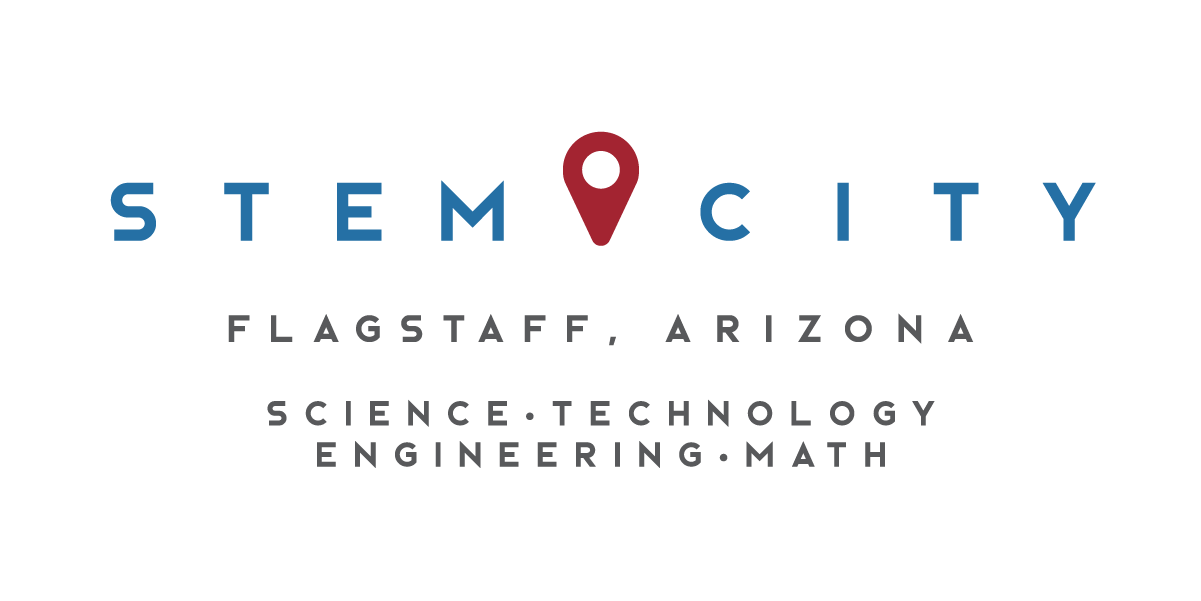 STEM CITY
FLAGSTAFF, ARIZONA
SCIENCE•TECHNOLOGY
ENGINEERING•MATH